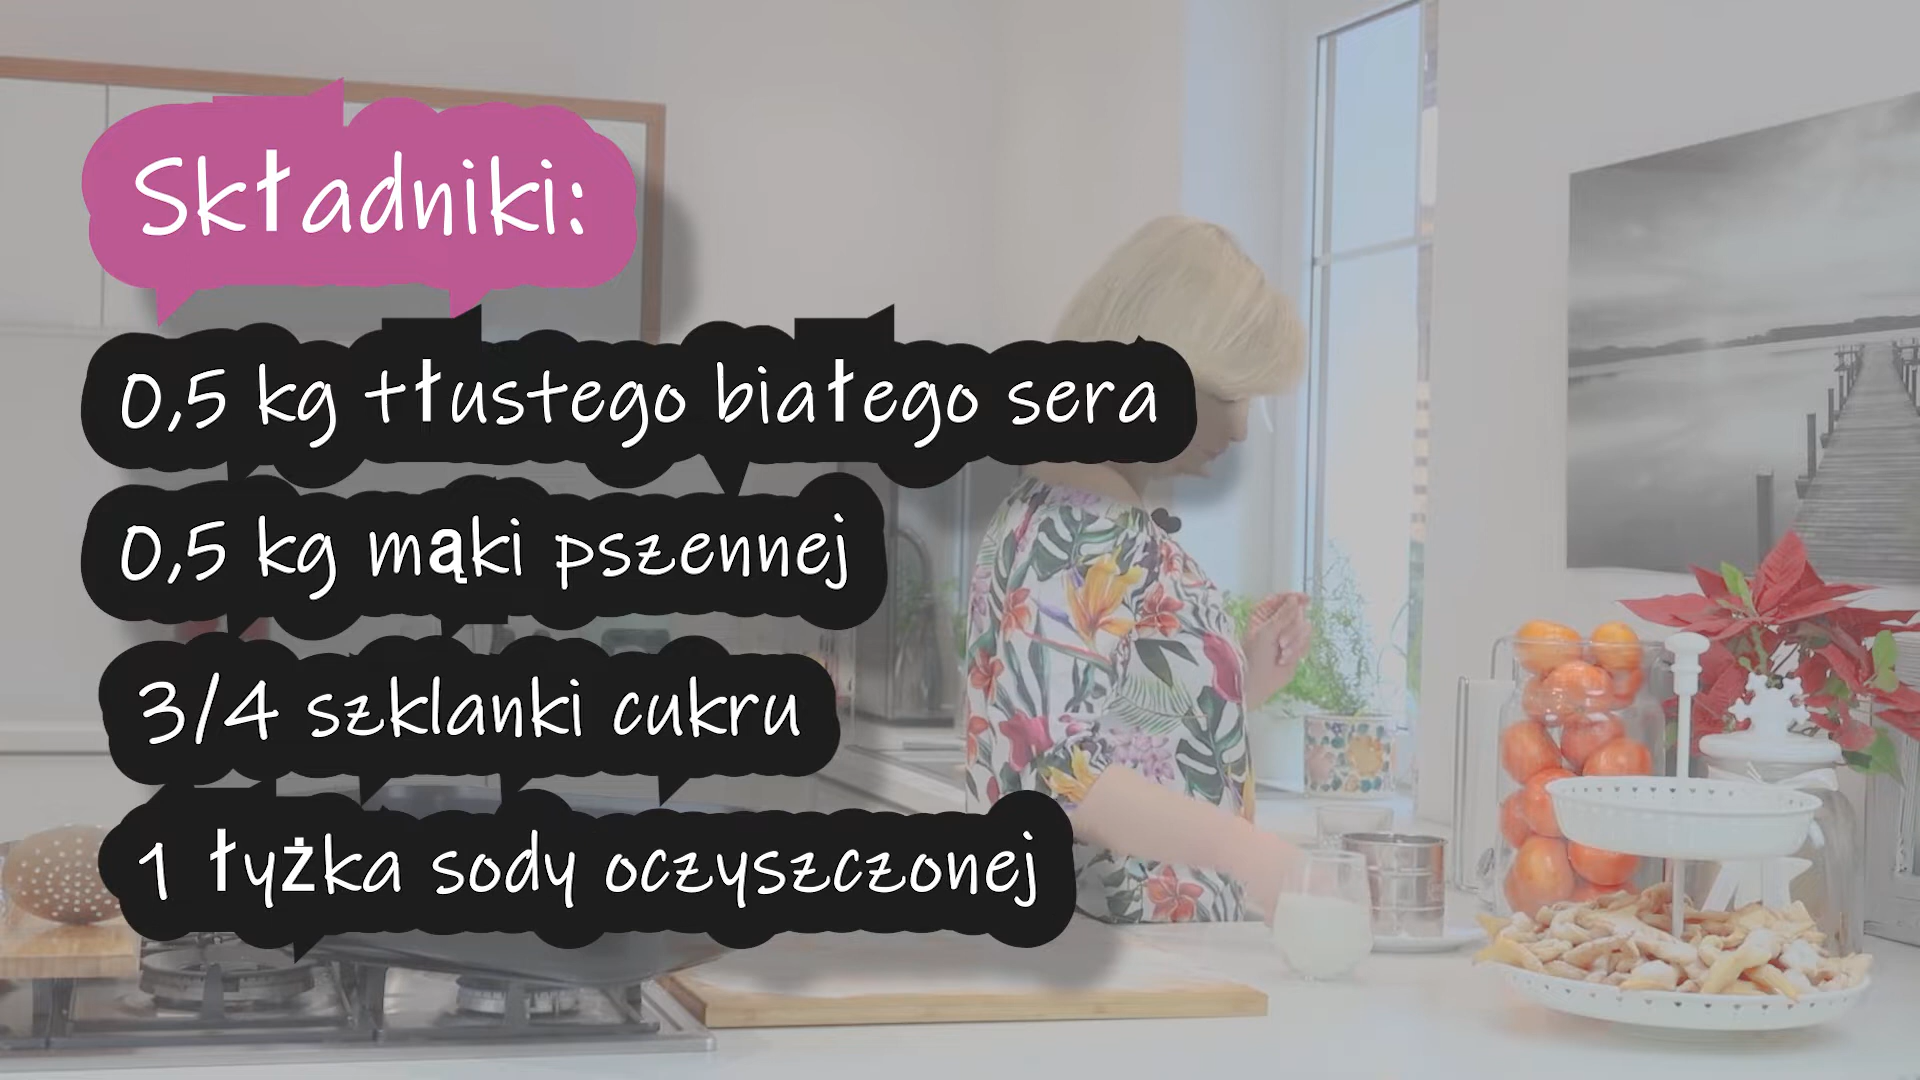 Składniki:
0,5 kg tłustego białego sera
0,5 kg mąki pszennej
3/4 szklanki cukru
1 łyżka sody oczyszczonej